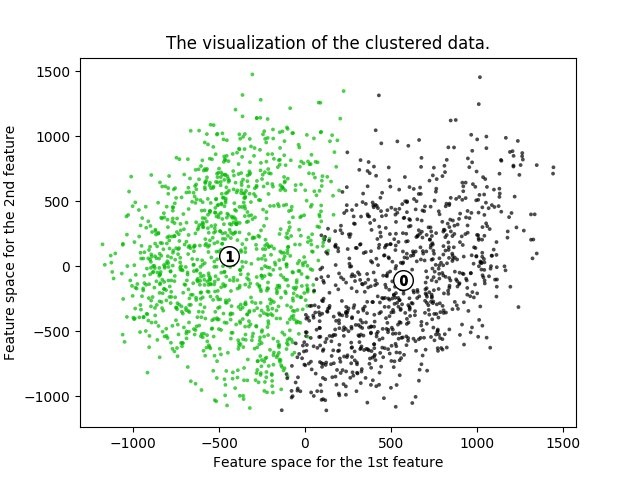 The visualization of the clustered data.
1500
1000
500
0
−500
−1000
Feature space for the 2nd feature
1
0
−1000 −500 0 500 1000 1500
Feature space for the 1st feature